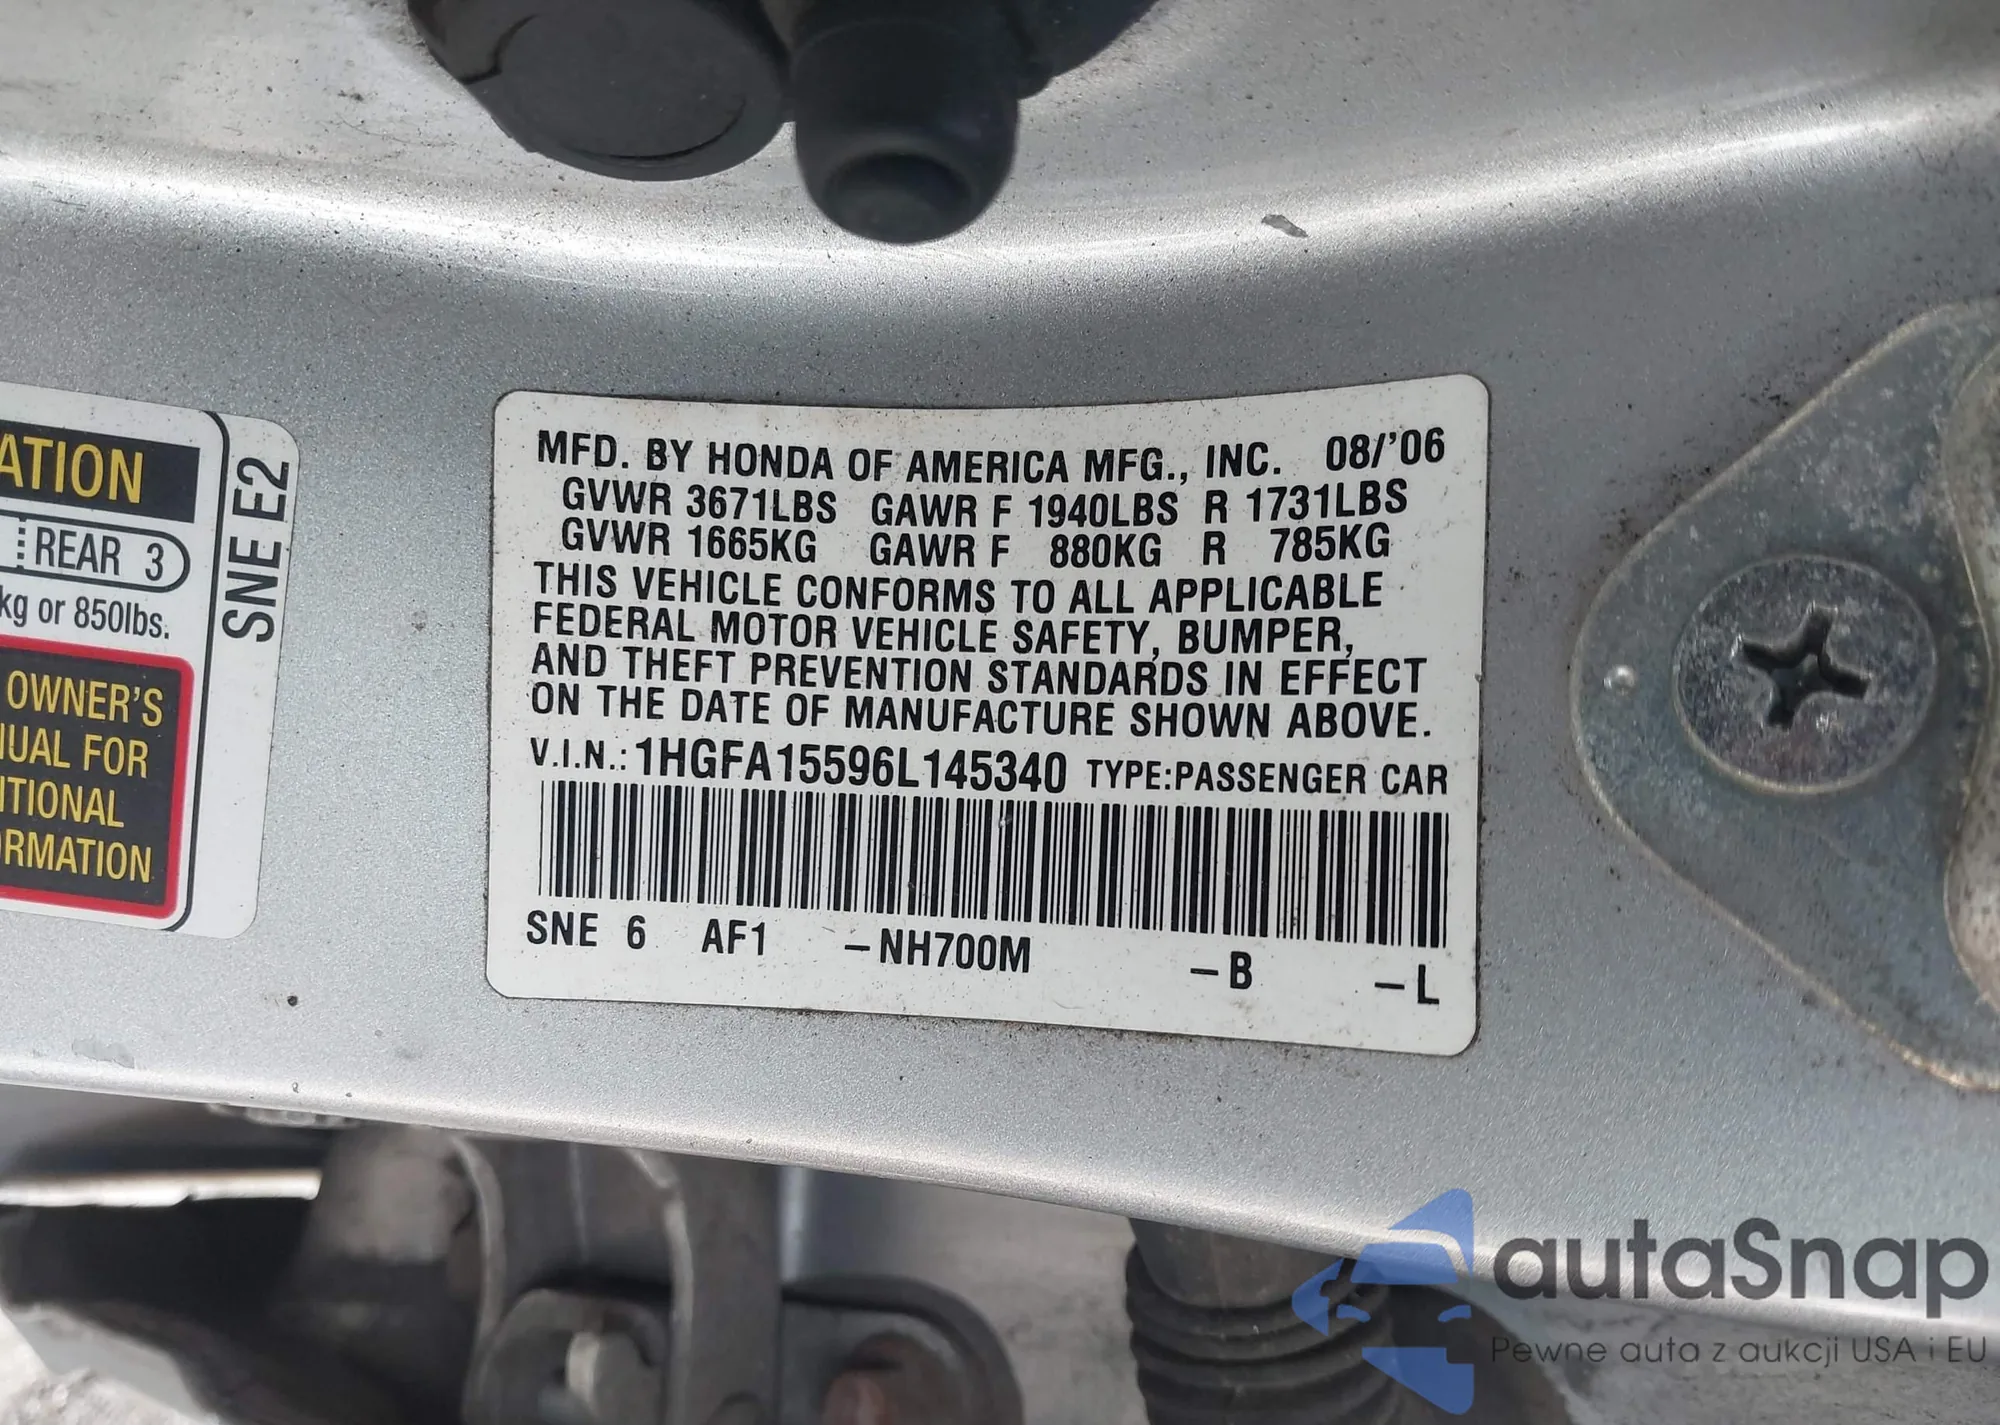 ATION
REAR 3
kg or 850lbs.
OWNER'S
UAL FOR
ITIONAL
ORMATION
SNE E2
MFD. BY HONDA OF AMERICA MFG., INC. 08/'06
GVWR 3671LBS GAWR F 1940LBS R 1731LBS
GVWR 1665KG GAWR F 880KG R 785KG
THIS VEHICLE CONFORMS TO ALL APPLICABLE
FEDERAL MOTOR VEHICLE SAFETY, BUMPER,
AND THEFT PREVENTION STANDARDS IN EFFECT
ON THE DATE OF MANUFACTURE SHOWN ABOVE.
V.I.N.: 1HGFA15596L145340 TYPE:PASSENGER CAR
SNE 6 AF1 -NH700M -B -L
autaSnap
Pewne auta z aukcji USA i EU